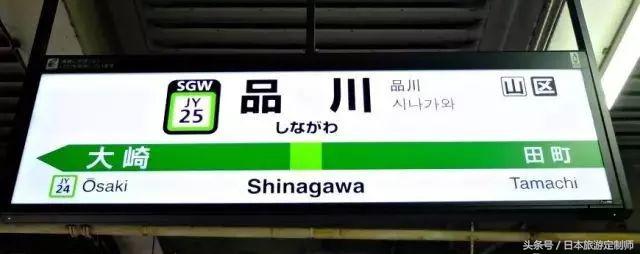 SGW
JY
25
品川
しながわ
品川
시나가와
山 区
大崎
田町
JY
24
Ōsaki
Shinagawa
Tamachi
头条号 / 日本旅游定制师